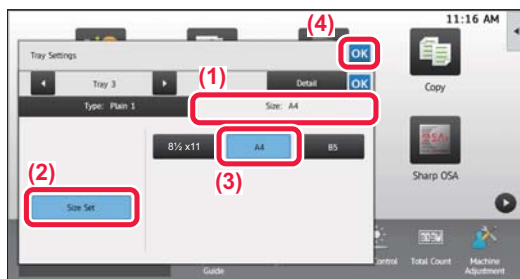 11:16 AM
(4)
Tray Settings
OK
(1)
Tray 3
Detail
OK
Copy
Type: Plain 1
Size: A4
8½ x11
A4
B5
(2)
(3)
Sharp OSA
Size Set
Control
Total Count
Machine
Adjustment
Guide